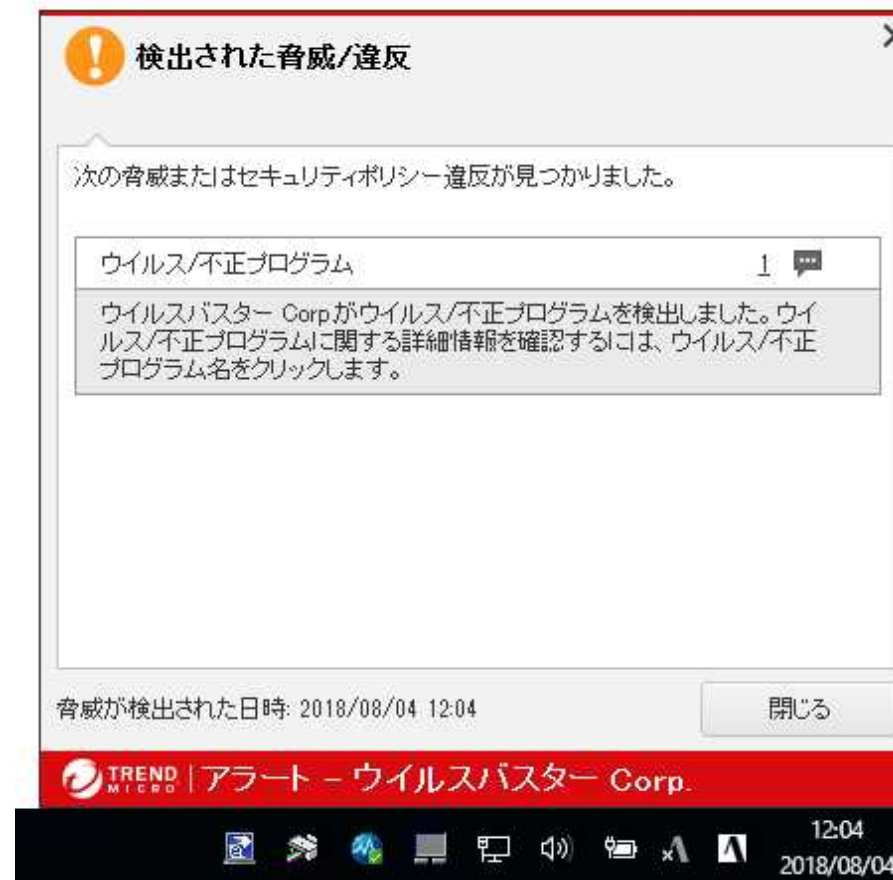 検出された脅威/違反
次の脅威またはセキュリティポリシー違反が見つかりました。
ウイルス/不正プログラム 1
ウイルスバスター Corpがウイルス/不正プログラムを検出しました。ウイ
ルス/不正プログラムに関する詳細情報を確認するには、ウイルス/不正
プログラム名をクリックします。
脅威が検出された日時: 2018/08/04 12:04
閉じる
TREND MICRO | アラート - ウイルスバスター Corp.
12:04
2018/08/04